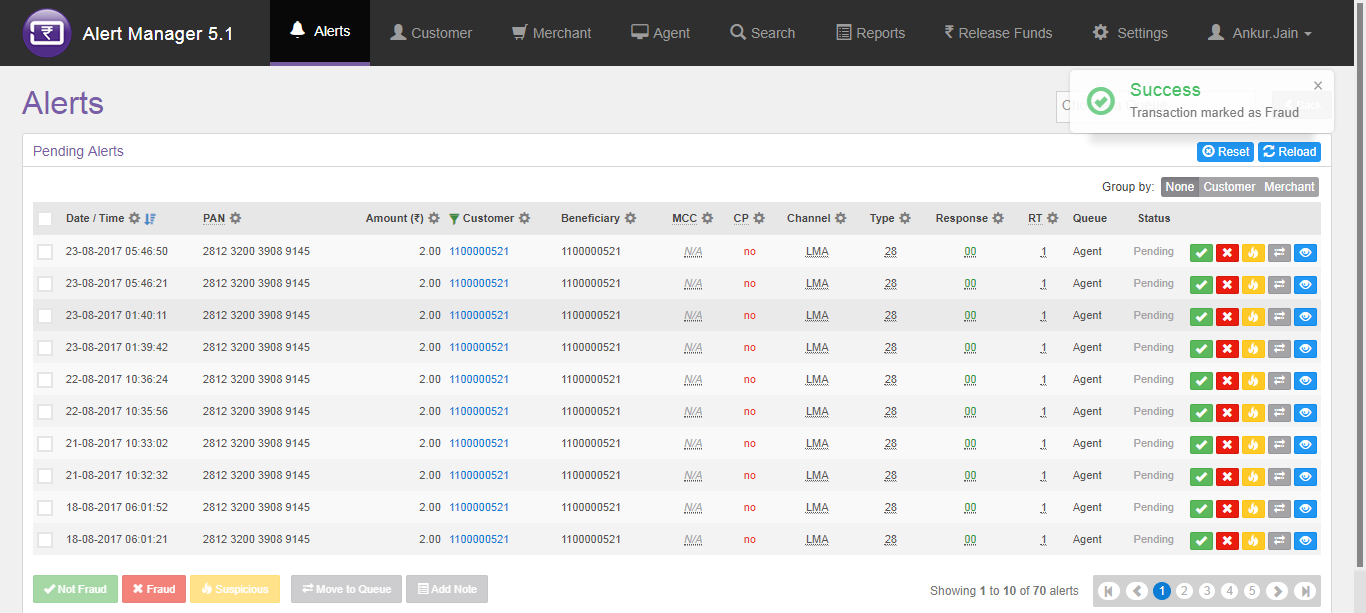 Alert Manager 5.1 Alerts Customer Merchant Agent Search Reports ₹ Release Funds Settings Ankur.Jain
Success
Transaction marked as Fraud
Alerts
Pending Alerts Reset Reload
Group by: None Customer Merchant
Date / Time PAN Amount (₹) Customer Beneficiary MCC CP Channel Type Response RT Queue Status
23-08-2017 05:46:50 2812 3200 3908 9145 2.00 1100000521 1100000521 N/A no LMA 28 00 1 Agent Pending
23-08-2017 05:46:21 2812 3200 3908 9145 2.00 1100000521 1100000521 N/A no LMA 28 00 1 Agent Pending
23-08-2017 01:40:11 2812 3200 3908 9145 2.00 1100000521 1100000521 N/A no LMA 28 00 1 Agent Pending
23-08-2017 01:39:42 2812 3200 3908 9145 2.00 1100000521 1100000521 N/A no LMA 28 00 1 Agent Pending
22-08-2017 10:36:24 2812 3200 3908 9145 2.00 1100000521 1100000521 N/A no LMA 28 00 1 Agent Pending
22-08-2017 10:35:56 2812 3200 3908 9145 2.00 1100000521 1100000521 N/A no LMA 28 00 1 Agent Pending
21-08-2017 10:33:02 2812 3200 3908 9145 2.00 1100000521 1100000521 N/A no LMA 28 00 1 Agent Pending
21-08-2017 10:32:32 2812 3200 3908 9145 2.00 1100000521 1100000521 N/A no LMA 28 00 1 Agent Pending
18-08-2017 06:01:52 2812 3200 3908 9145 2.00 1100000521 1100000521 N/A no LMA 28 00 1 Agent Pending
18-08-2017 06:01:21 2812 3200 3908 9145 2.00 1100000521 1100000521 N/A no LMA 28 00 1 Agent Pending
Not Fraud Fraud Suspicious Move to Queue Add Note Showing 1 to 10 of 70 alerts 1 2 3 4 5